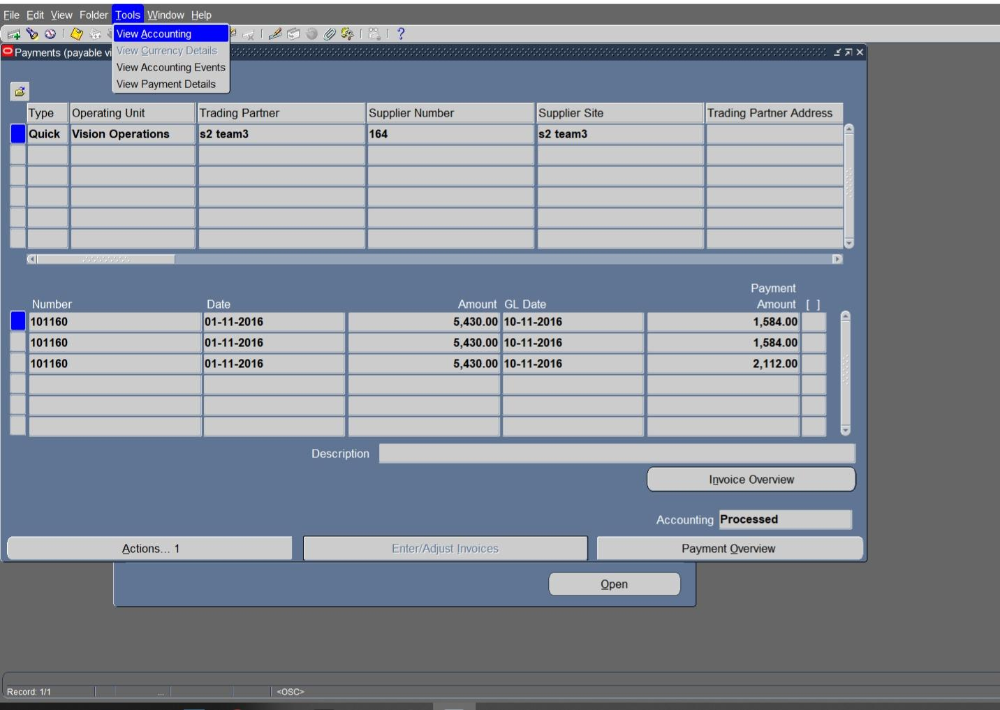 File Edit View Folder Tools Window Help
View Accounting
View Currency Details
View Accounting Events
View Payment Details
Payments (payable vi
Type Operating Unit Trading Partner Supplier Number Supplier Site Trading Partner Address
Quick Vision Operations s2 team3 164 s2 team3
Payment
Number Date Amount GL Date Amount [ ]
101160 01-11-2016 5,430.00 10-11-2016 1,584.00
101160 01-11-2016 5,430.00 10-11-2016 1,584.00
101160 01-11-2016 5,430.00 10-11-2016 2,112.00
Description
Invoice Overview
Accounting Processed
Actions... 1 Enter/Adjust Invoices Payment Overview
Open
Record: 1/1 ... <OSC>